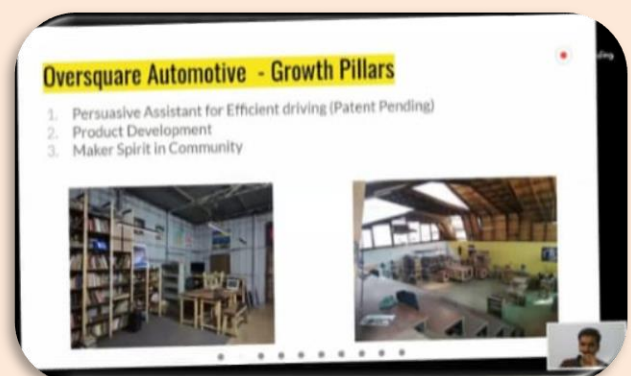 Oversquare Automotive - Growth Pillars
1. Persuasive Assistant for Efficient driving (Patent Pending)
2. Product Development
3. Maker Spirit in Community